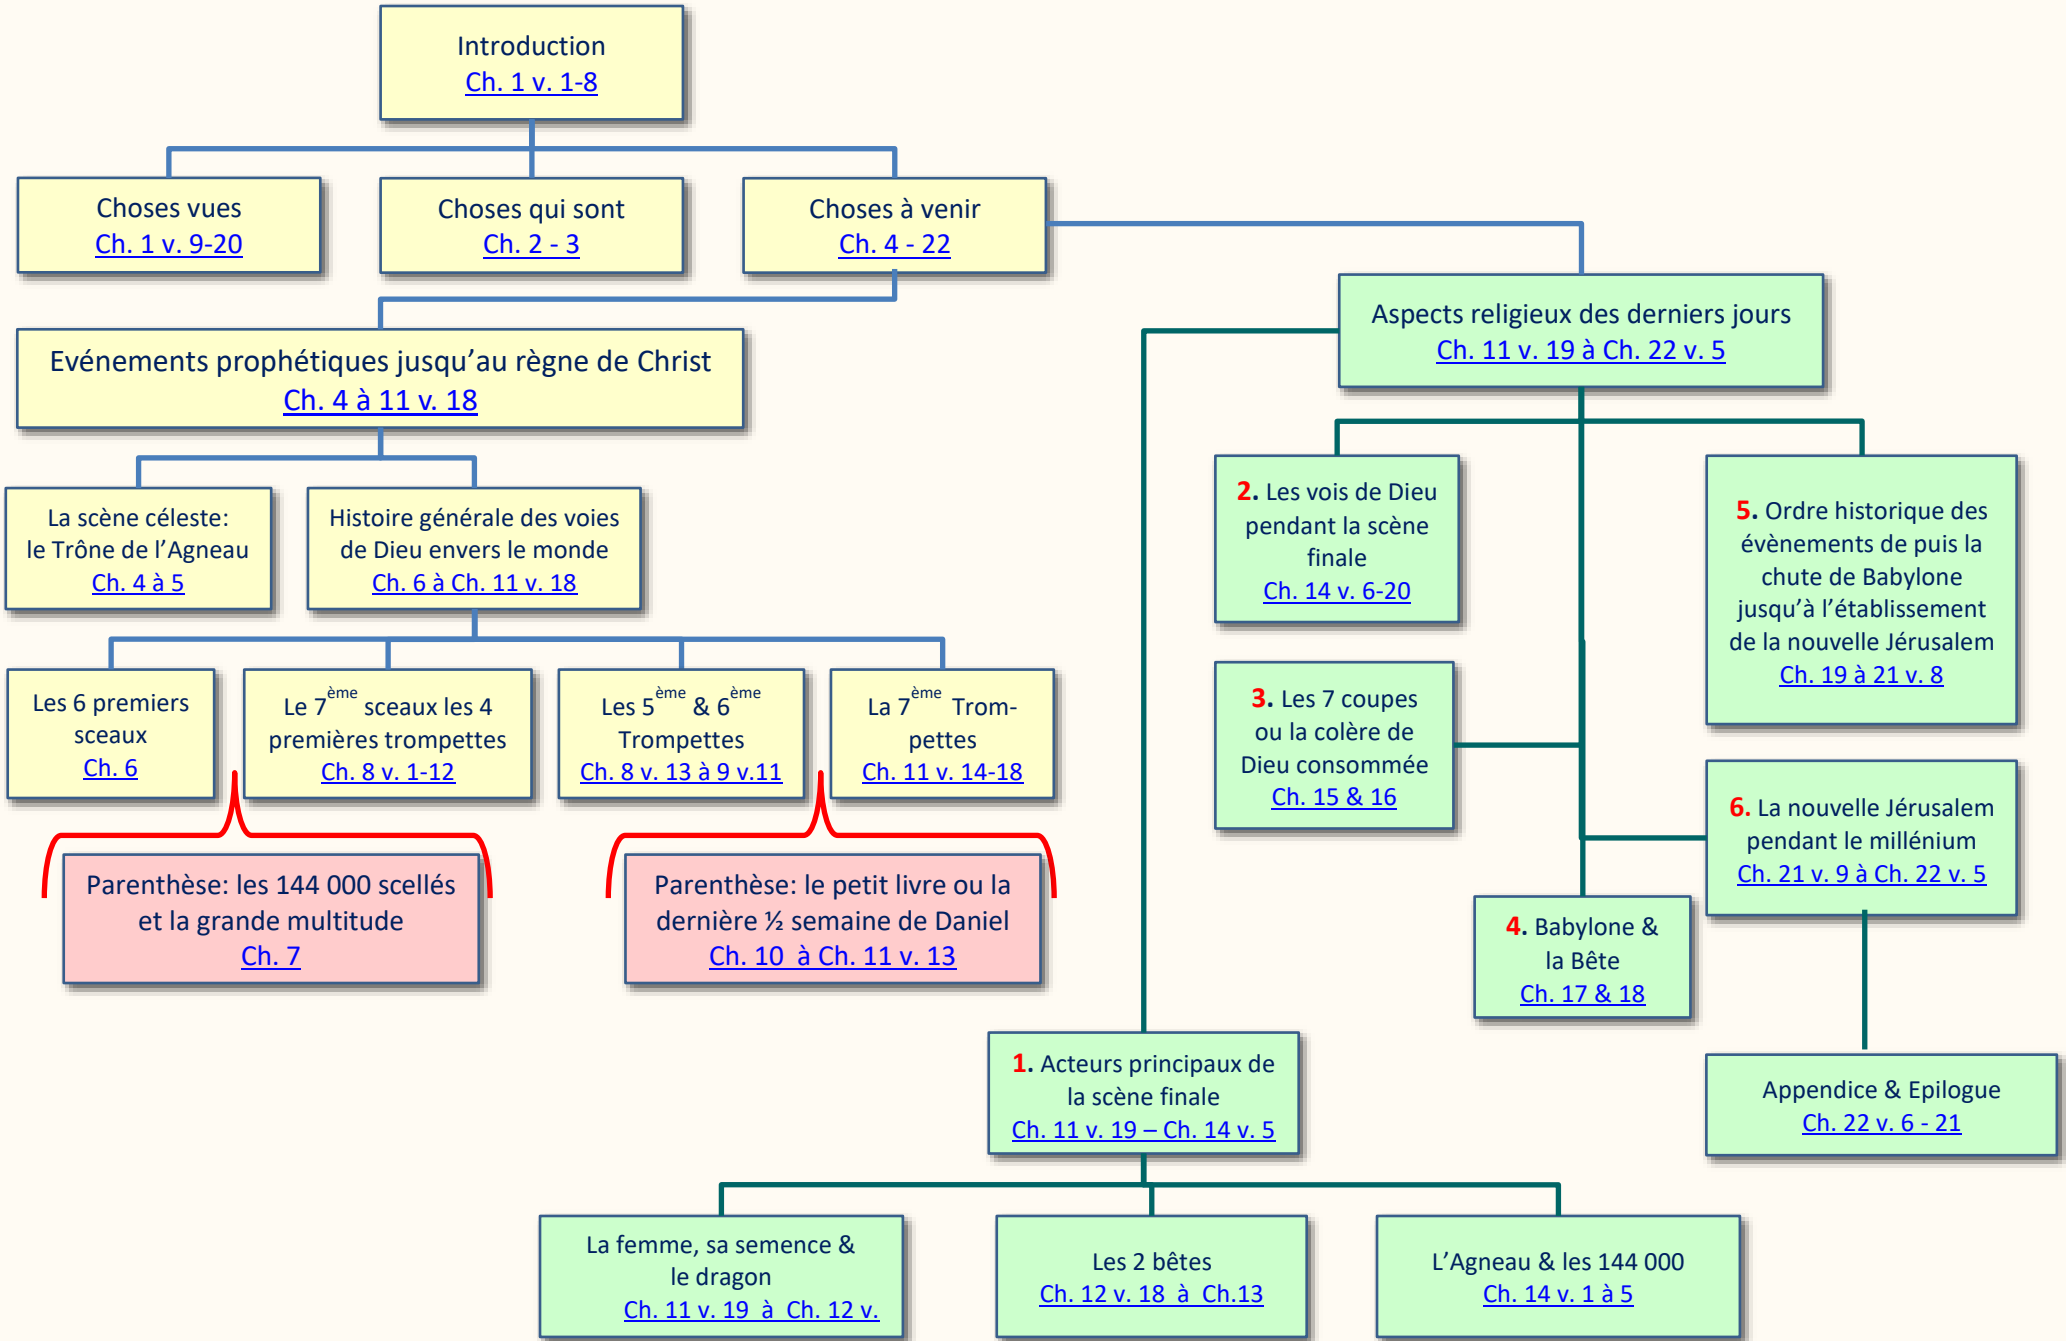 Introduction
Ch. 1 v. 1-8
Choses vues
Ch. 1 v. 9-20
Choses qui sont
Ch. 2 - 3
Choses à venir
Ch. 4 - 22
Evénements prophétiques jusqu’au règne de Christ
Ch. 4 à 11 v. 18
Aspects religieux des derniers jours
Ch. 11 v. 19 à Ch. 22 v. 5
La scène céleste:
le Trône de l’Agneau
Ch. 4 à 5
Histoire générale des voies
de Dieu envers le monde
Ch. 6 à Ch. 11 v. 18
Les 6 premiers
sceaux
Ch. 6
Le 7ème sceaux les 4
premières trompettes
Ch. 8 v. 1-12
Les 5ème & 6ème
Trompettes
Ch. 8 v. 13 à 9 v.11
La 7ème Trom-
pettes
Ch. 11 v. 14-18
Parenthèse: les 144 000 scellés
et la grande multitude
Ch. 7
Parenthèse: le petit livre ou la
dernière ½ semaine de Daniel
Ch. 10 à Ch. 11 v. 13
2. Les vois de Dieu
pendant la scène
finale
Ch. 14 v. 6-20
5. Ordre historique des
évènements de puis la
chute de Babylone
jusqu’à l’établissement
de la nouvelle Jérusalem
Ch. 19 à 21 v. 8
3. Les 7 coupes
ou la colère de
Dieu consommée
Ch. 15 & 16
6. La nouvelle Jérusalem
pendant le millénium
Ch. 21 v. 9 à Ch. 22 v. 5
4. Babylone &
la Bête
Ch. 17 & 18
1. Acteurs principaux de
la scène finale
Ch. 11 v. 19 – Ch. 14 v. 5
Appendice & Epilogue
Ch. 22 v. 6 - 21
La femme, sa semence &
le dragon
Ch. 11 v. 19 à Ch. 12 v.
Les 2 bêtes
Ch. 12 v. 18 à Ch.13
L’Agneau & les 144 000
Ch. 14 v. 1 à 5